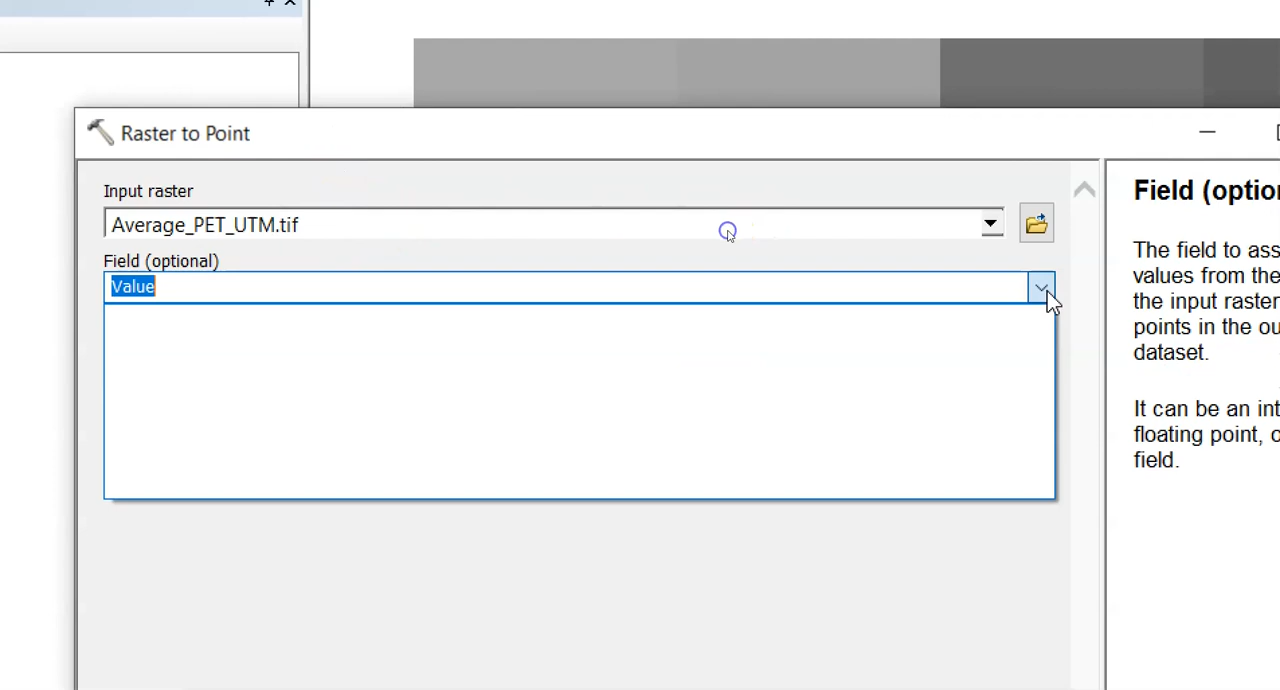 Raster to Point
Input raster
Average_PET_UTM.tif
Field (optional)
Value
Field (optio
The field to ass
values from the
the input raster
points in the ou
dataset.
It can be an int
floating point, o
field.